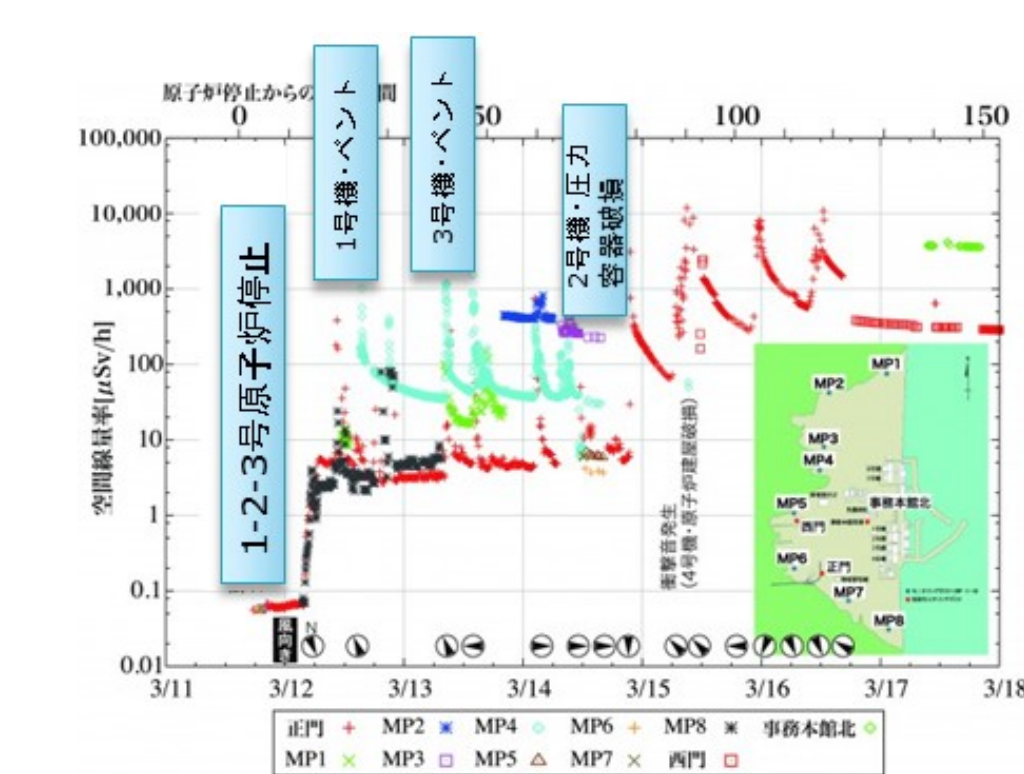 原子炉停止からの
間
0
50
100
150
1-2-3号原子炉停止
1号機・ベント
3号機・ベント
2号機・圧力
容器破損
空間線量率[μSv/h]
100,000
10,000
1,000
100
10
1
0.1
0.01
衝撃音発生
(4号機・原子炉建屋破損)
風向き
N
3/11
3/12
3/13
3/14
3/15
3/16
3/17
3/18
MP1
MP2
MP3
MP4
MP5
西門
事務本館北
MP6
正門
MP7
MP8
正門 MP2 MP4 MP6 MP8 事務本館北
MP1 MP3 MP5 MP7 西門